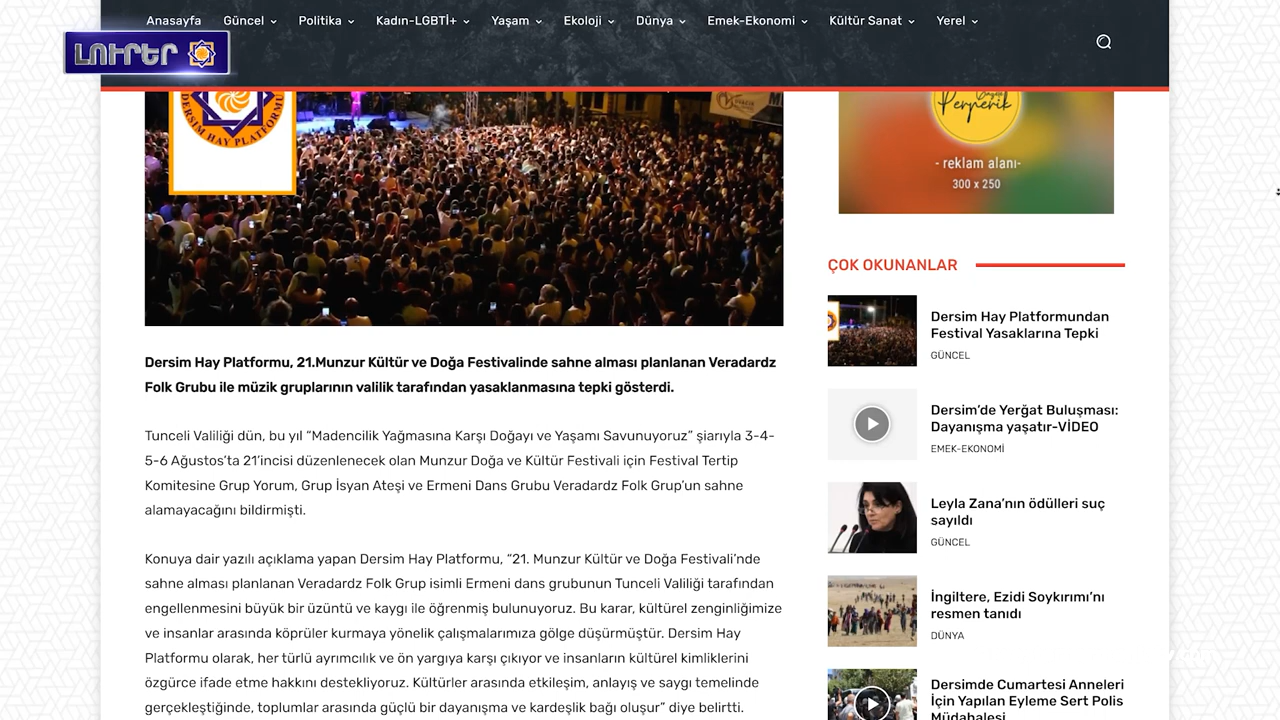 Anasayfa Güncel Politika Kadın-LGBTİ+ Yaşam Ekoloji Dünya Emek-Ekonomi Kültür Sanat Yerel
ԼՈՒՐԵՐ
DERSIM HAY PLATFORMU
Perperik
- reklam alanı-
300 x 250
Dersim Hay Platformu, 21.Munzur Kültür ve Doğa Festivalinde sahne alması planlanan Veradardz
Folk Grubu ile müzik gruplarının valilik tarafından yasaklanmasına tepki gösterdi.
Tunceli Valiliği dün, bu yıl “Madencilik Yağmasına Karşı Doğayı ve Yaşamı Savunuyoruz” şiarıyla 3-4-
5-6 Ağustos’ta 21’incisi düzenlenecek olan Munzur Doğa ve Kültür Festivali için Festival Tertip
Komitesine Grup Yorum, Grup İsyan Ateşi ve Ermeni Dans Grubu Veradardz Folk Grup’un sahne
alamayacağını bildirmişti.
Konuya dair yazılı açıklama yapan Dersim Hay Platformu, “21. Munzur Kültür ve Doğa Festivali’nde
sahne alması planlanan Veradardz Folk Grup isimli Ermeni dans grubunun Tunceli Valiliği tarafından
engellenmesini büyük bir üzüntü ve kaygı ile öğrenmiş bulunuyoruz. Bu karar, kültürel zenginliğimize
ve insanlar arasında köprüler kurmaya yönelik çalışmalarımıza gölge düşürmüştür. Dersim Hay
Platformu olarak, her türlü ayrımcılık ve ön yargıya karşı çıkıyor ve insanların kültürel kimliklerini
özgürce ifade etme hakkını destekliyoruz. Kültürler arasında etkileşim, anlayış ve saygı temelinde
gerçekleştiğinde, toplumlar arasında güçlü bir dayanışma ve kardeşlik bağı oluşur” diye belirtti.
ÇOK OKUNANLAR
Dersim Hay Platformundan
Festival Yasaklarına Tepki
GÜNCEL
Dersim’de Yerğat Buluşması:
Dayanışma yaşatır-VİDEO
EMEK-EKONOMİ
Leyla Zana’nın ödülleri suç
sayıldı
GÜNCEL
İngiltere, Ezidi Soykırımı’nı
resmen tanıdı
DÜNYA
Dersimde Cumartesi Anneleri
İçin Yapılan Eyleme Sert Polis
Müdahalesi